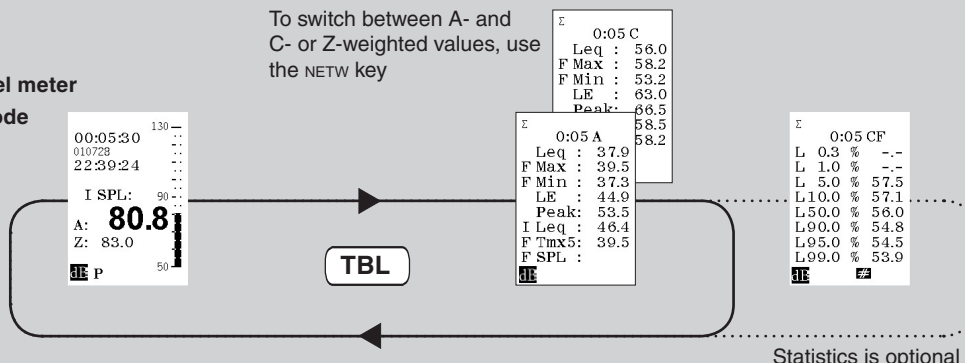 To switch between A- and
C- or Z-weighted values, use
the NETW key
el meter
ode
00:05:30
010728
22:39:24
I SPL:
A: 80.8
Z: 83.0
dB P
130
90
50
TBL
Σ
0:05 C
Leq : 56.0
F Max : 58.2
F Min : 53.2
LE : 63.0
Peak: 66.5
58.5
58.2
Σ
0:05 A
Leq : 37.9
F Max : 39.5
F Min : 37.3
LE : 44.9
Peak: 53.5
I Leq : 46.4
F Tmx5: 39.5
F SPL :
dB
Σ
0:05 CF
L 0.3 % -.-
L 1.0 % -.-
L 5.0 % 57.5
L10.0 % 57.1
L50.0 % 56.0
L90.0 % 54.8
L95.0 % 54.5
L99.0 % 53.9
dB #
Statistics is optional